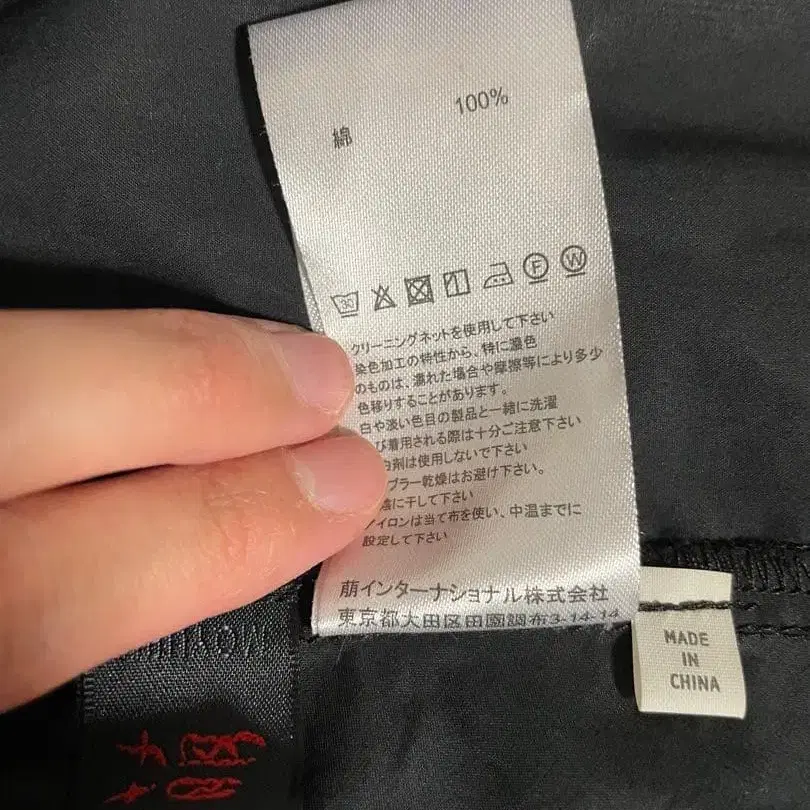 綿 100%
30
F W
クリーニングネットを使用して下さい
染色加工の特性から、特に濃色
のものは、濡れた場合や摩擦等により多少
色移りすることがあります。
白や淡い色目の製品と一緒に洗濯
び着用される際は十分ご注意下さい
白剤は使用しないで下さい
ブラー乾燥はお避け下さい。
陰に干して下さい
アイロンは当て布を使い、中温までに
設定して下さい
萠インターナショナル株式会社
東京都大田区田園調布3-14-14
MADE
IN
CHINA